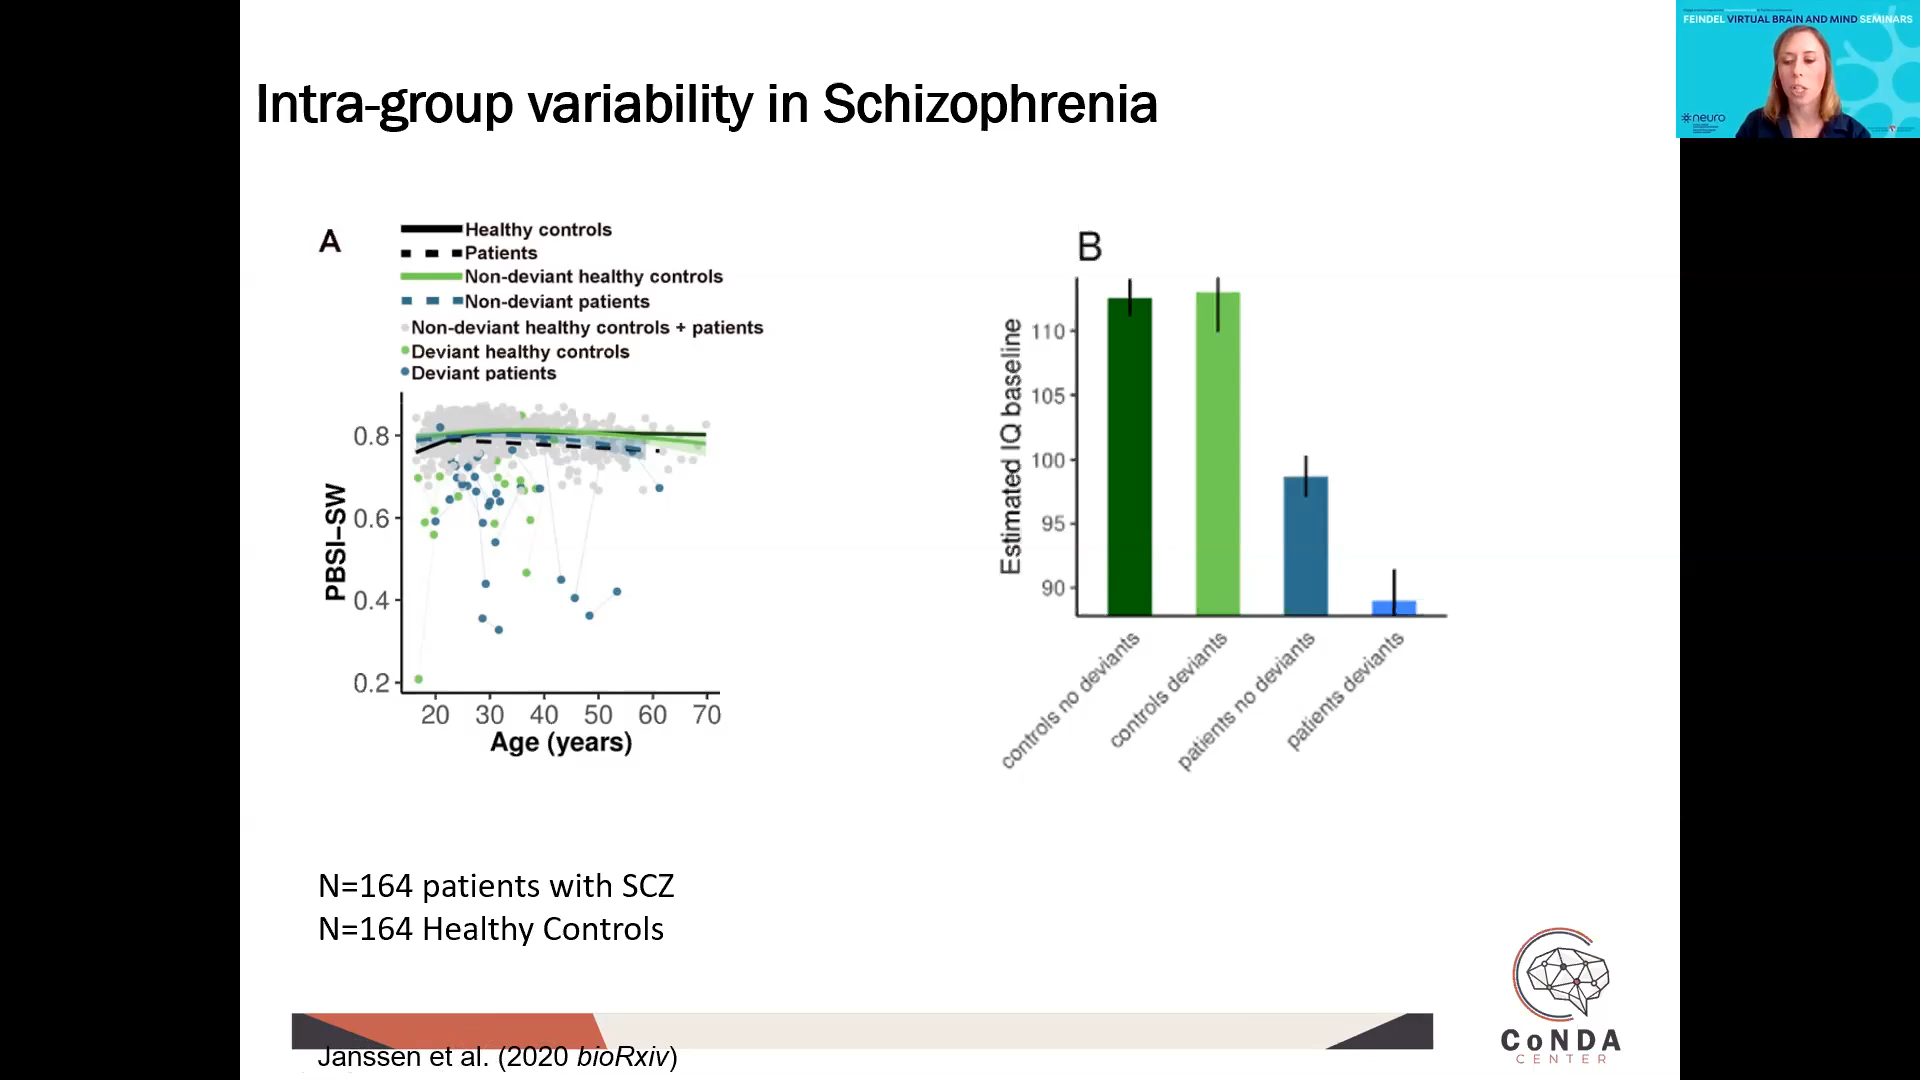 FEINDEL VIRTUAL BRAIN AND MIND SEMINARS
neuro
Intra-group variability in Schizophrenia
A
Healthy controls
Patients
Non-deviant healthy controls
Non-deviant patients
Non-deviant healthy controls + patients
Deviant healthy controls
Deviant patients
PBSI–SW
0.8
0.6
0.4
0.2
20 30 40 50 60 70
Age (years)
B
Estimated IQ baseline
110
105
100
95
90
controls no deviants
controls deviants
patients no deviants
patients deviants
N=164 patients with SCZ
N=164 Healthy Controls
Janssen et al. (2020 bioRxiv)
CoNDA
CENTER